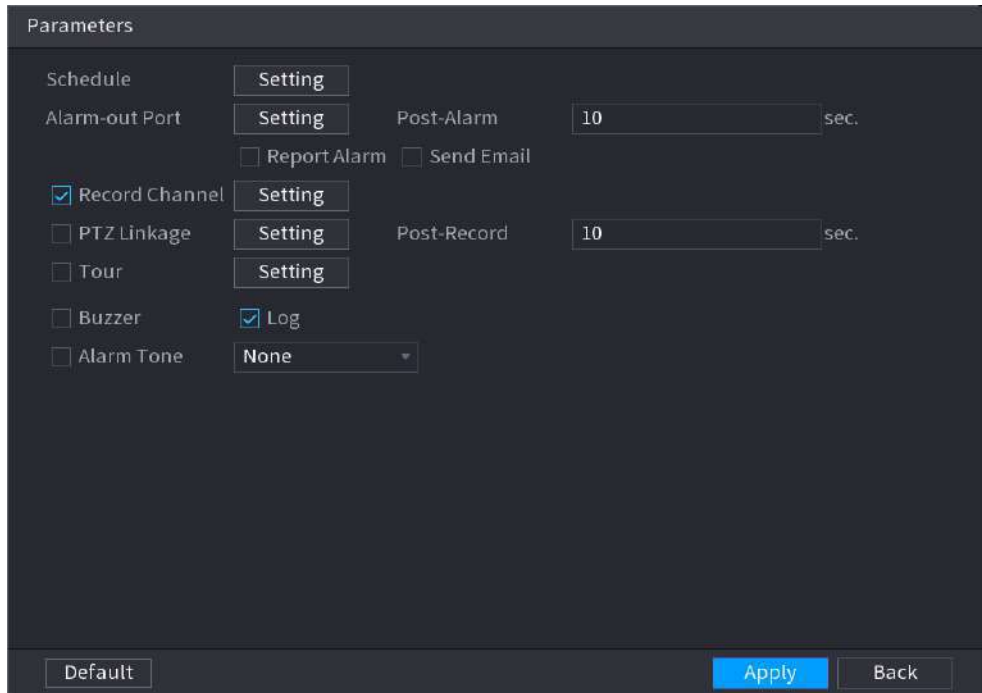 Parameters
Schedule Setting
Alarm-out Port Setting Post-Alarm 10 sec.
Report Alarm Send Email
Record Channel Setting
PTZ Linkage Setting Post-Record 10 sec.
Tour Setting
Buzzer Log
Alarm Tone None
Default Apply Back